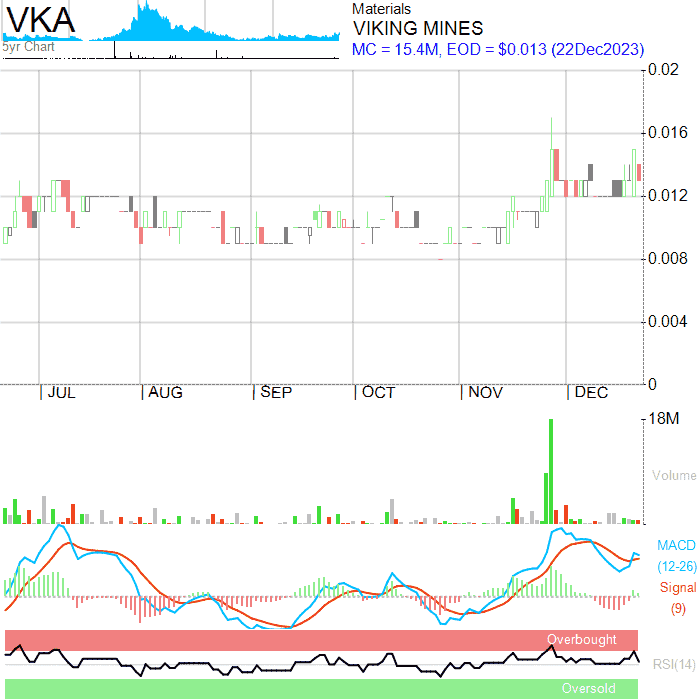 VKA
5yr Chart
Materials
VIKING MINES
MC = 15.4M, EOD = $0.013 (22Dec2023)
0.02
0.016
0.012
0.008
0.004
0
JUL AUG SEP OCT NOV DEC
18M
Volume
MACD
(12-26)
Signal
(9)
Overbought
RSI(14)
Oversold